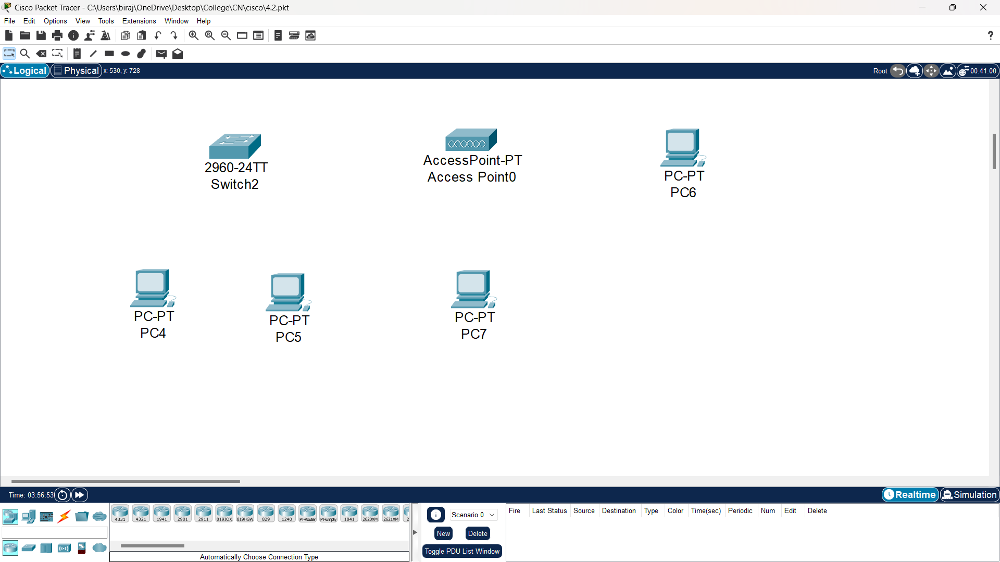 Cisco Packet Tracer - C:\Users\biraj\OneDrive\Desktop\College\CN\cisco\4.2.pkt
File Edit Options View Tools Extensions Window Help
Logical Physical x: 530, y: 728 Root 00:41:00
2960-24TT
Switch2
AccessPoint-PT
Access Point0
PC-PT
PC6
PC-PT
PC4
PC-PT
PC5
PC-PT
PC7
Time: 03:56:53 Realtime Simulation
4331 4321 1941 2901 2911 819IOX 819HGW 829 1240 PT-Router PT-Empty 1841 2620XM 2621XM
Automatically Choose Connection Type
Scenario 0
New Delete
Toggle PDU List Window
Fire Last Status Source Destination Type Color Time(sec) Periodic Num Edit Delete